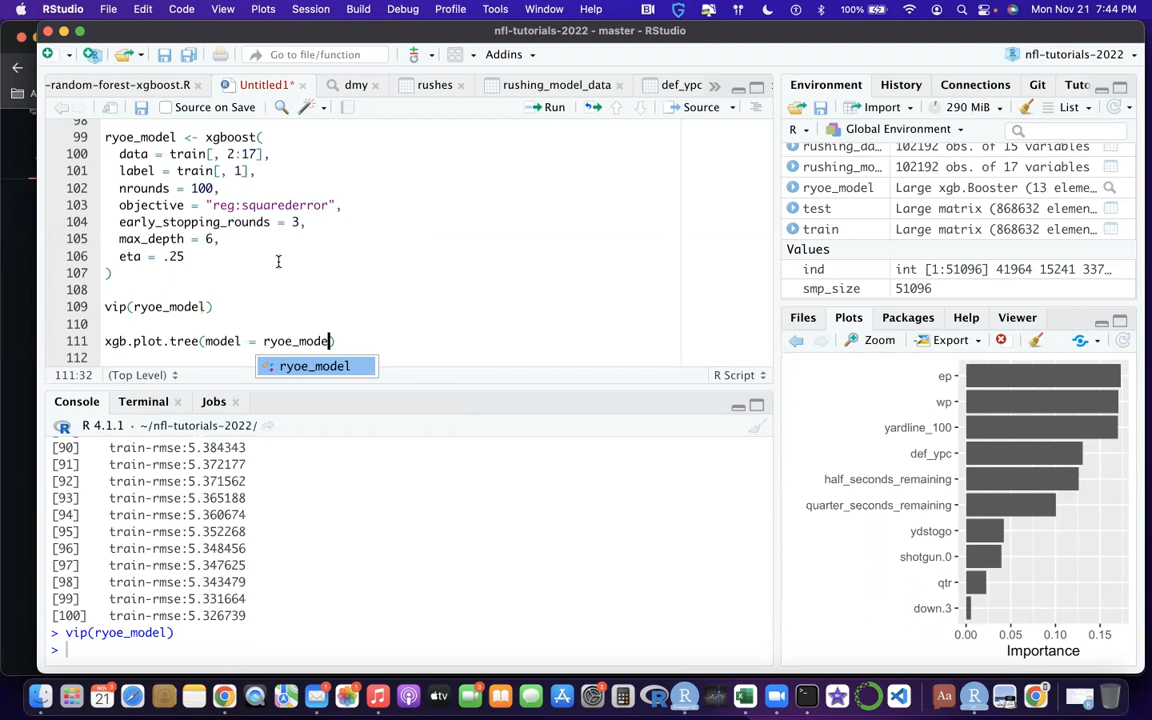 RStudio File Edit Code View Plots Session Build Debug Profile Tools Window Help 100% Mon Nov 21 7:44 PM
nfl-tutorials-2022 - master - RStudio
Go to file/function Addins nfl-tutorials-2022
-random-forest-xgboost.R Untitled1* dmy rushes rushing_model_data def_ypc
Source on Save Run Source
98
99 ryoe_model <- xgboost(
100 data = train[, 2:17],
101 label = train[, 1],
102 nrounds = 100,
103 objective = "reg:squarederror",
104 early_stopping_rounds = 3,
105 max_depth = 6,
106 eta = .25
107 )
108
109 vip(ryoe_model)
110
111 xgb.plot.tree(model = ryoe_mode)
112
ryoe_model
111:32 (Top Level) R Script
Console Terminal Jobs
R 4.1.1 · ~/nfl-tutorials-2022/
[90] train-rmse:5.384343
[91] train-rmse:5.372177
[92] train-rmse:5.371562
[93] train-rmse:5.365188
[94] train-rmse:5.360674
[95] train-rmse:5.352268
[96] train-rmse:5.348456
[97] train-rmse:5.347625
[98] train-rmse:5.343479
[99] train-rmse:5.331664
[100] train-rmse:5.326739
> vip(ryoe_model)
>
Environment History Connections Git Tuto
Import 290 MiB List
R Global Environment
rushing_da… 102192 obs. of 15 variables
rushing_mo… 102192 obs. of 17 variables
ryoe_model Large xgb.Booster (13 eleme…
test Large matrix (868632 elemen…
train Large matrix (868632 elemen…
Values
ind int [1:51096] 41964 15241 337…
smp_size 51096
Files Plots Packages Help Viewer
Zoom Export
ep
wp
yardline_100
def_ypc
half_seconds_remaining
quarter_seconds_remaining
ydstogo
shotgun.0
qtr
down.3
0.00 0.05 0.10 0.15
Importance